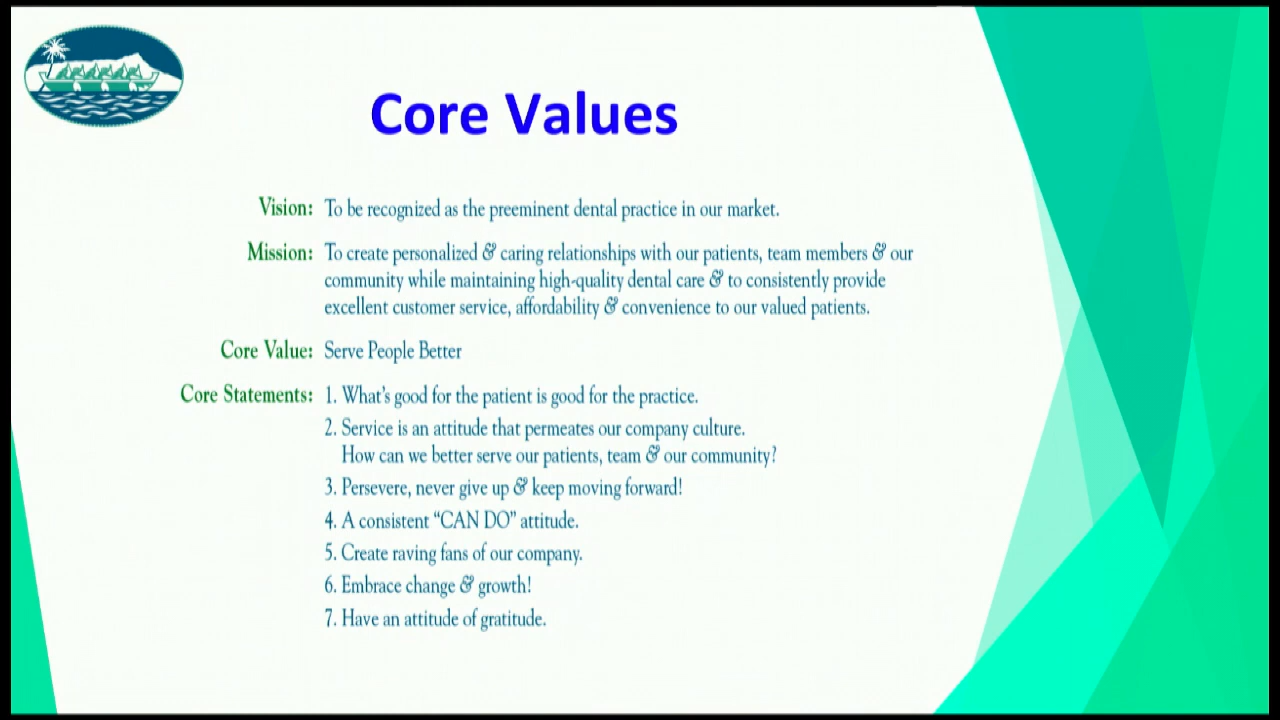 Core Values
Vision: To be recognized as the preeminent dental practice in our market.
Mission: To create personalized & caring relationships with our patients, team members & our
community while maintaining high-quality dental care & to consistently provide
excellent customer service, affordability & convenience to our valued patients.
Core Value: Serve People Better
Core Statements: 1. What's good for the patient is good for the practice.
2. Service is an attitude that permeates our company culture.
How can we better serve our patients, team & our community?
3. Persevere, never give up & keep moving forward!
4. A consistent “CAN DO” attitude.
5. Create raving fans of our company.
6. Embrace change & growth!
7. Have an attitude of gratitude.